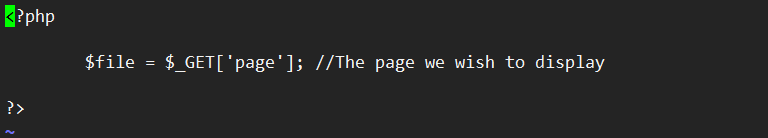 <?php
$file = $_GET['page']; //The page we wish to display
?>
~